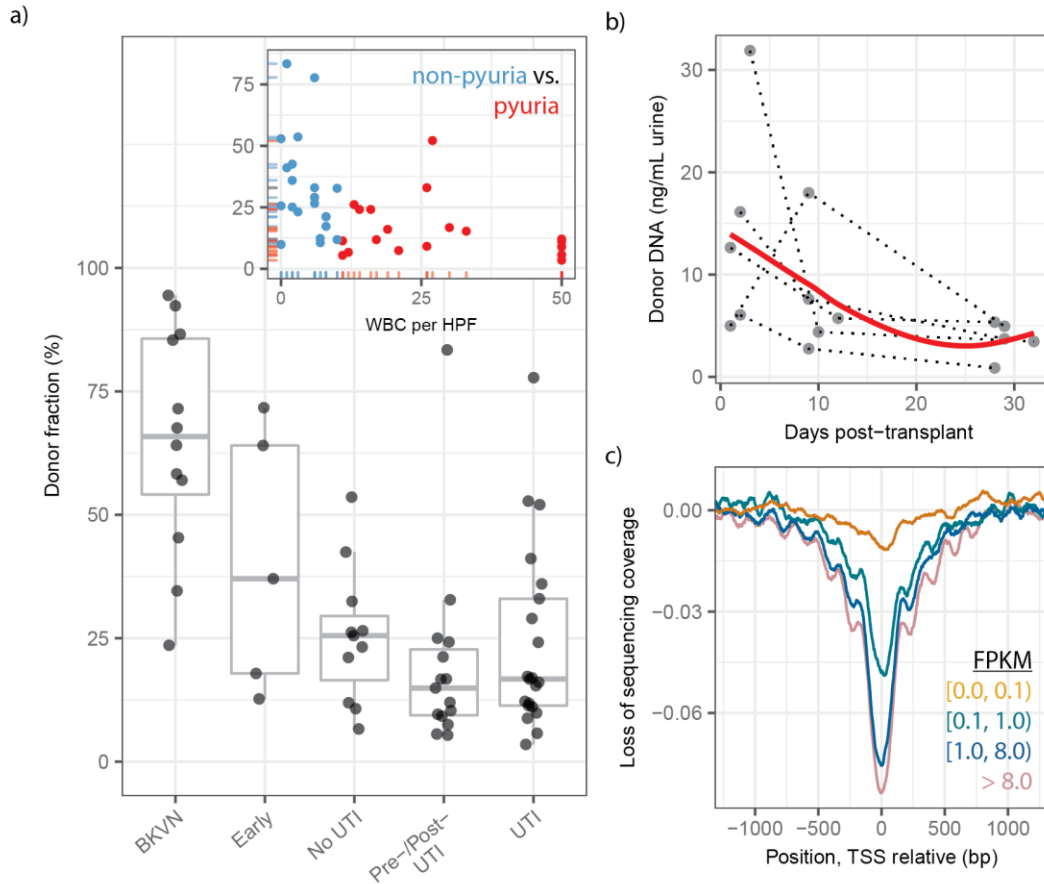 a)
Donor fraction (%)
100
75
50
25
0
BKVN
Early
No UTI
Pre−/Post−
UTI
UTI
non-pyuria vs.
pyuria
75
50
25
0
0
25
50
WBC per HPF
b)
Donor DNA (ng/mL urine)
30
20
10
0
0
10
20
30
Days post−transplant
c)
Loss of sequencing coverage
0.00
−0.03
−0.06
FPKM
[0.0, 0.1)
[0.1, 1.0)
[1.0, 8.0)
> 8.0
−1000
−500
0
500
1000
Position, TSS relative (bp)